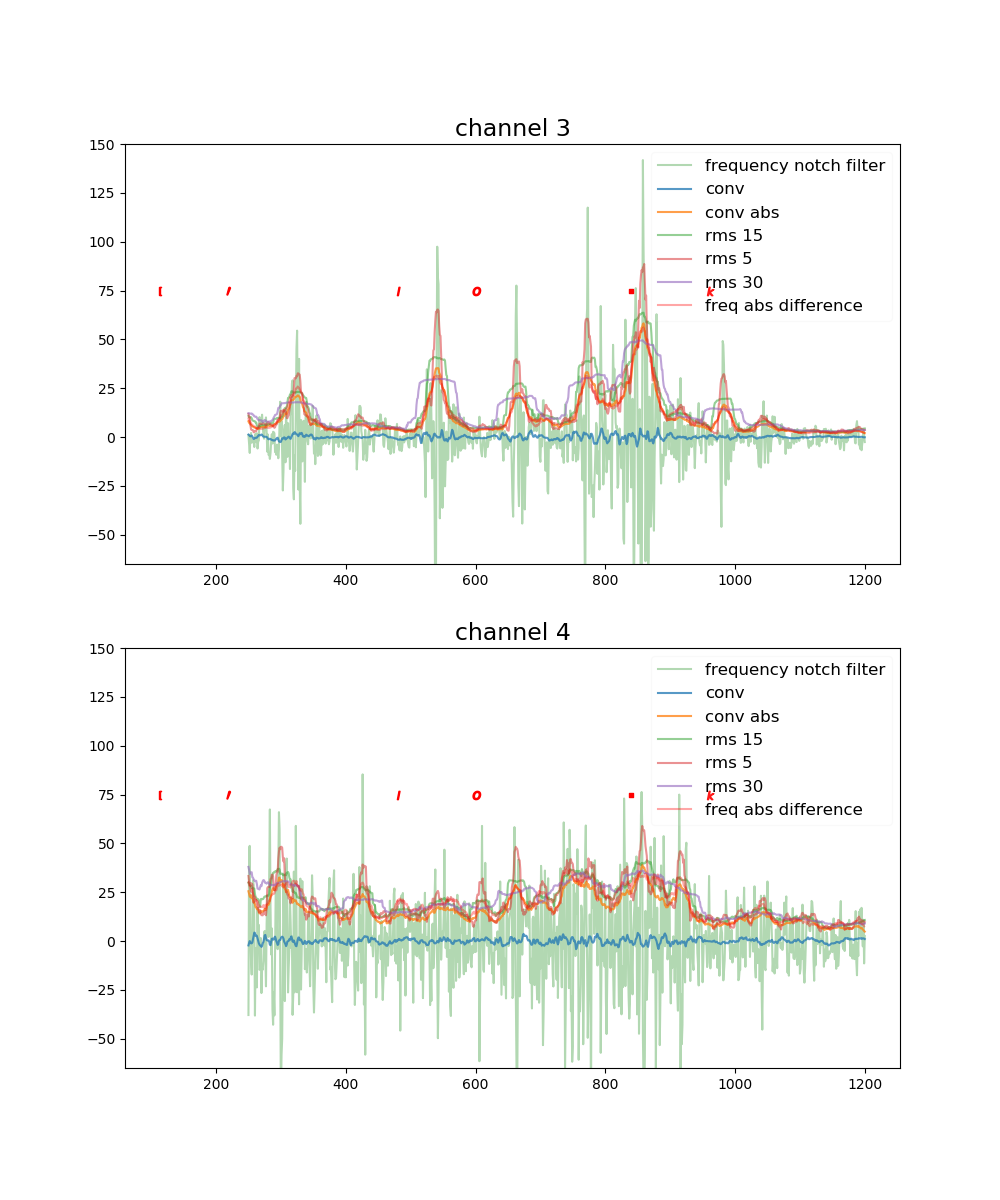 channel 3
150
125
100
75
50
25
0
−25
−50
frequency notch filter
conv
conv abs
rms 15
rms 5
rms 30
freq abs difference
200 400 600 800 1000 1200
channel 4
150
125
100
75
50
25
0
−25
−50
frequency notch filter
conv
conv abs
rms 15
rms 5
rms 30
freq abs difference
200 400 600 800 1000 1200